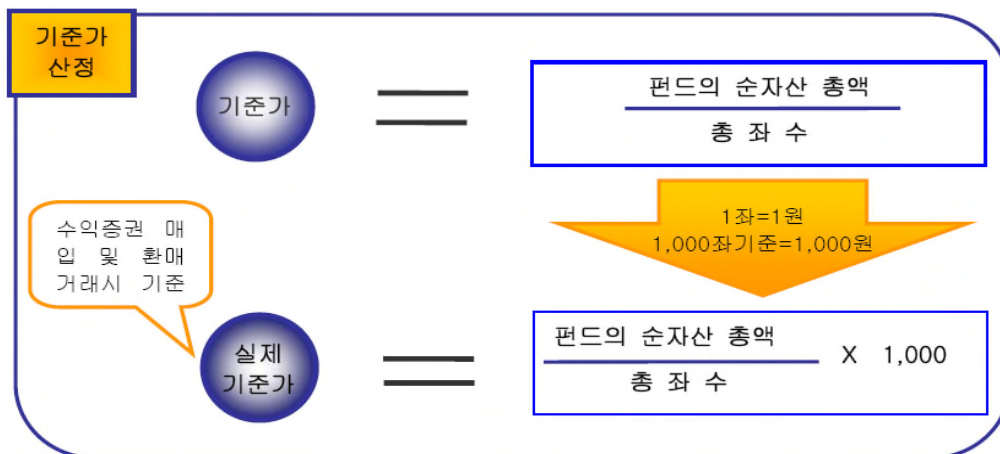 기준가
산정
기준가
펀드의 순자산 총액
총 좌 수
1좌=1원
1,000좌기준=1,000원
수익증권 매
입 및 환매
거래시 기준
실제
기준가
펀드의 순자산 총액
총 좌 수
X 1,000